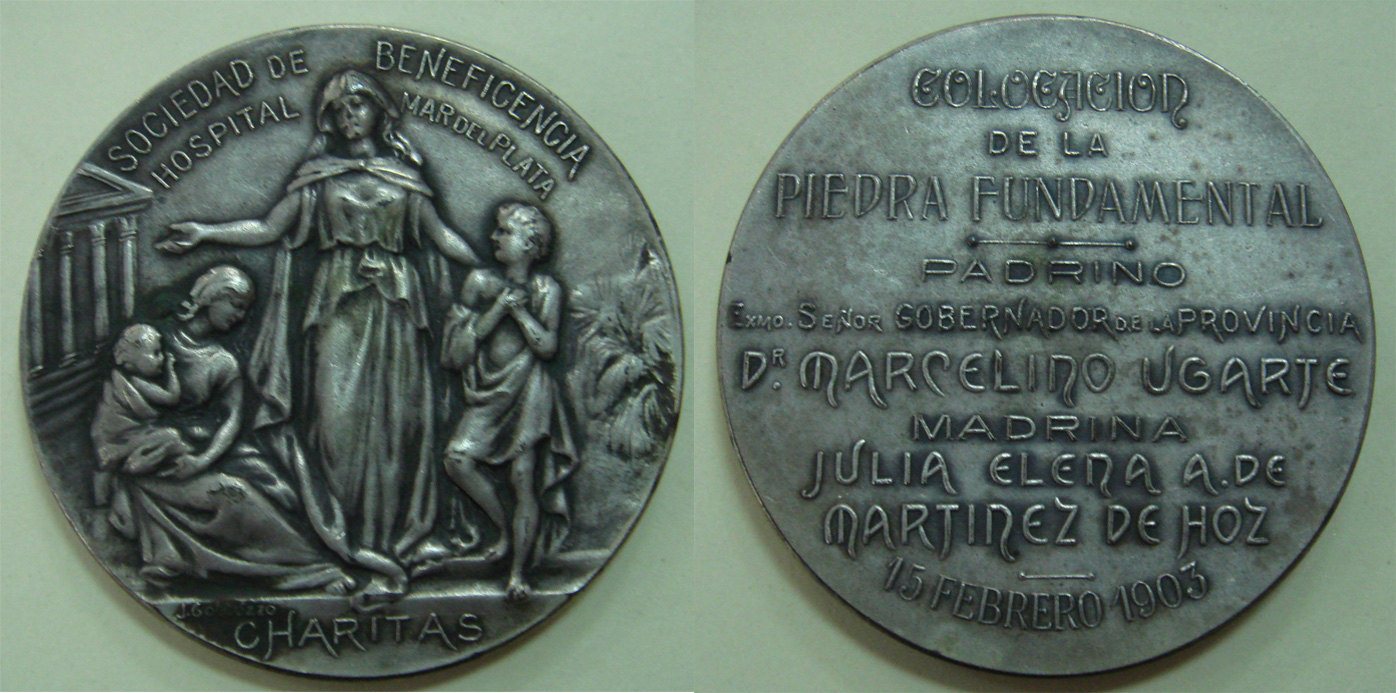 SOCIEDAD DE BENEFICENCIA
HOSPITAL MAR DEL PLATA
CHARITAS
COLOCACION
DE LA
PIEDRA FUNDAMENTAL
PADRINO
EXMO. SEÑOR GOBERNADOR DE LA PROVINCIA
DR. MARCELINO UGARTE
MADRINA
JULIA ELENA A. DE
MARTINEZ DE HOZ
15 FEBRERO 1903